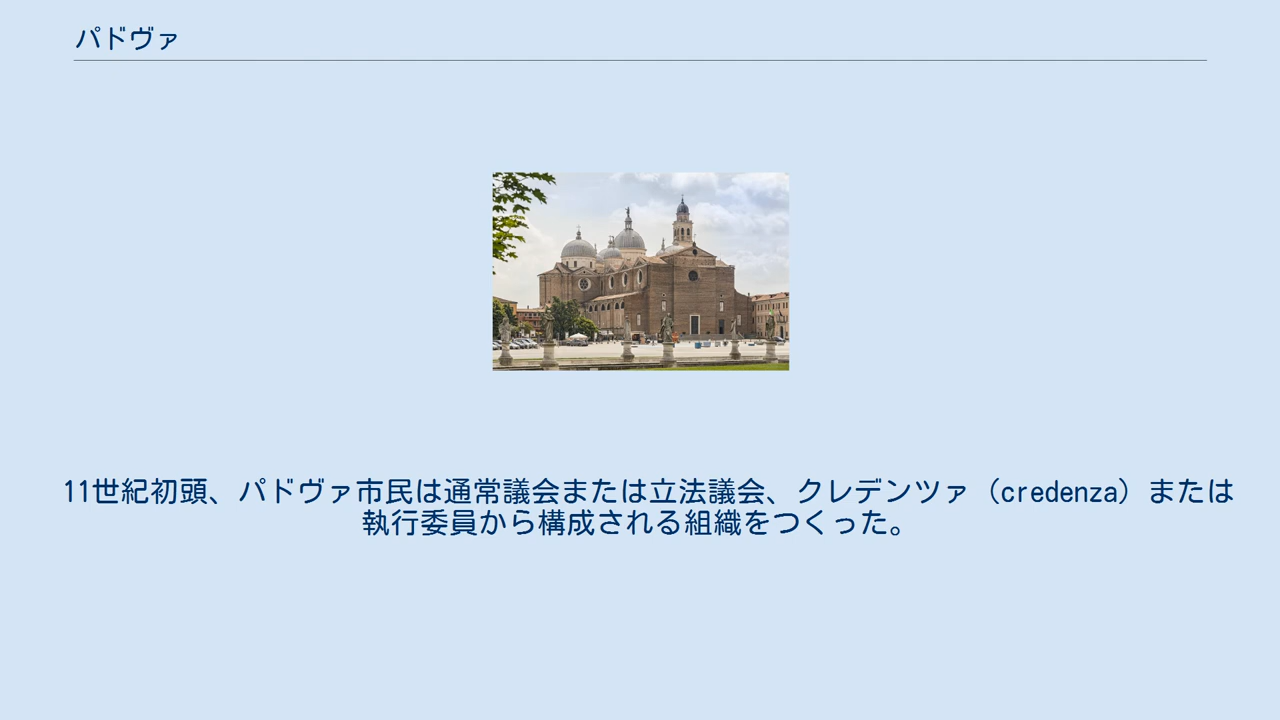 パドヴァ
11世紀初頭、パドヴァ市民は通常議会または立法議会、クレデンツァ（credenza）または
執行委員から構成される組織をつくった。